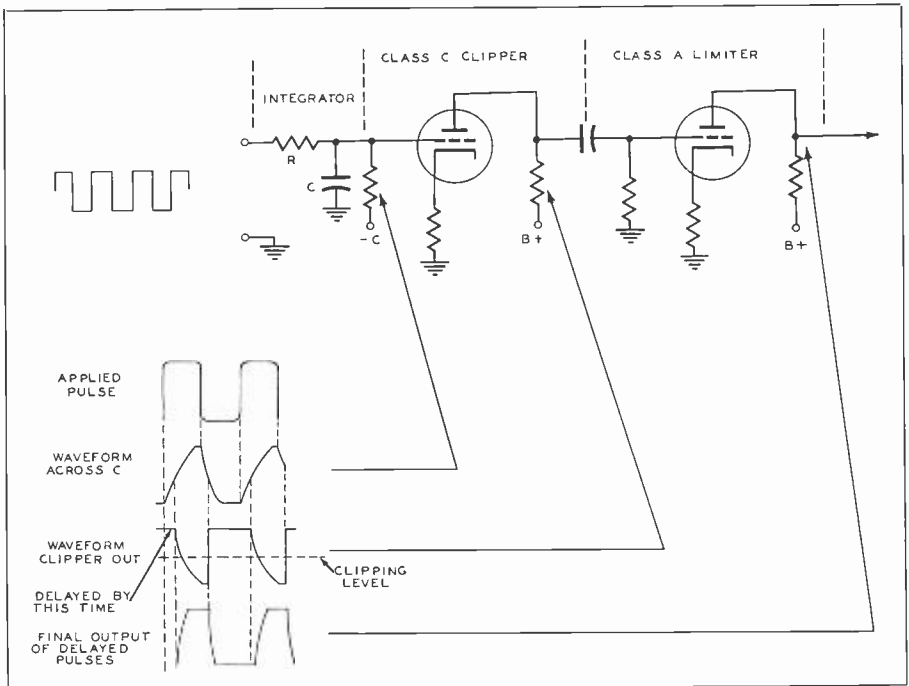 CLASS C CLIPPER
CLASS A LIMITER
INTEGRATOR
R
C
-C
B+
B+
APPLIED
PULSE
WAVEFORM
ACROSS C
WAVEFORM
CLIPPER OUT
CLIPPING
LEVEL
DELAYED BY
THIS TIME
FINAL OUTPUT
OF DELAYED
PULSES